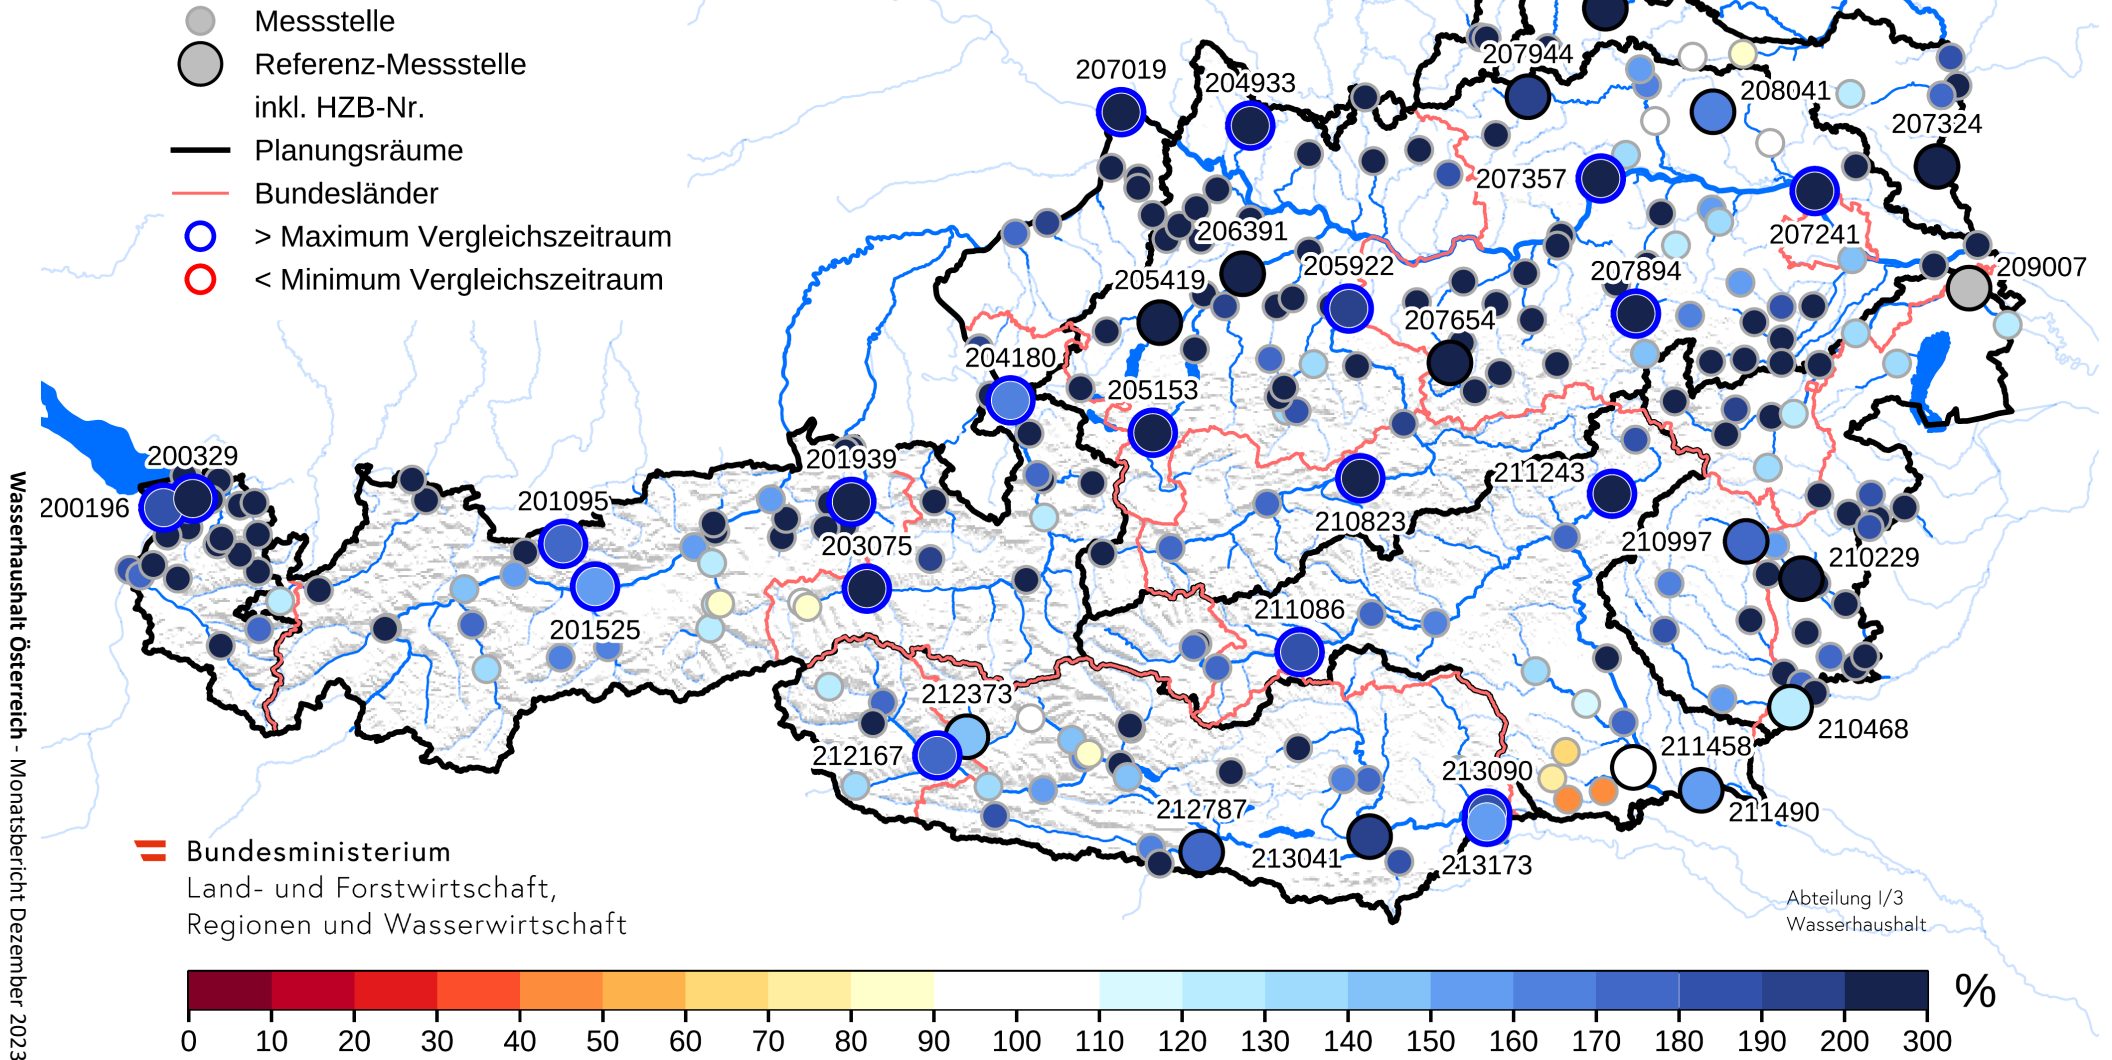 Messstelle
Referenz-Messstelle
inkl. HZB-Nr.
Planungsräume
Bundesländer
> Maximum Vergleichszeitraum
< Minimum Vergleichszeitraum
207944
207019
204933
208041
207324
207357
206391
207241
205419
205922
207894
209007
207654
204180
205153
200329
201939
211243
200196
201095
210823
203075
210997
210229
211086
201525
212373
212167
211458
210468
213090
212787
211490
213041
213173
Wasserhaushalt Österreich - Monatsbericht Dezember 2023
Bundesministerium
Land- und Forstwirtschaft,
Regionen und Wasserwirtschaft
Abteilung I/3
Wasserhaushalt
%
0 10 20 30 40 50 60 70 80 90 100 110 120 130 140 150 160 170 180 190 200 300